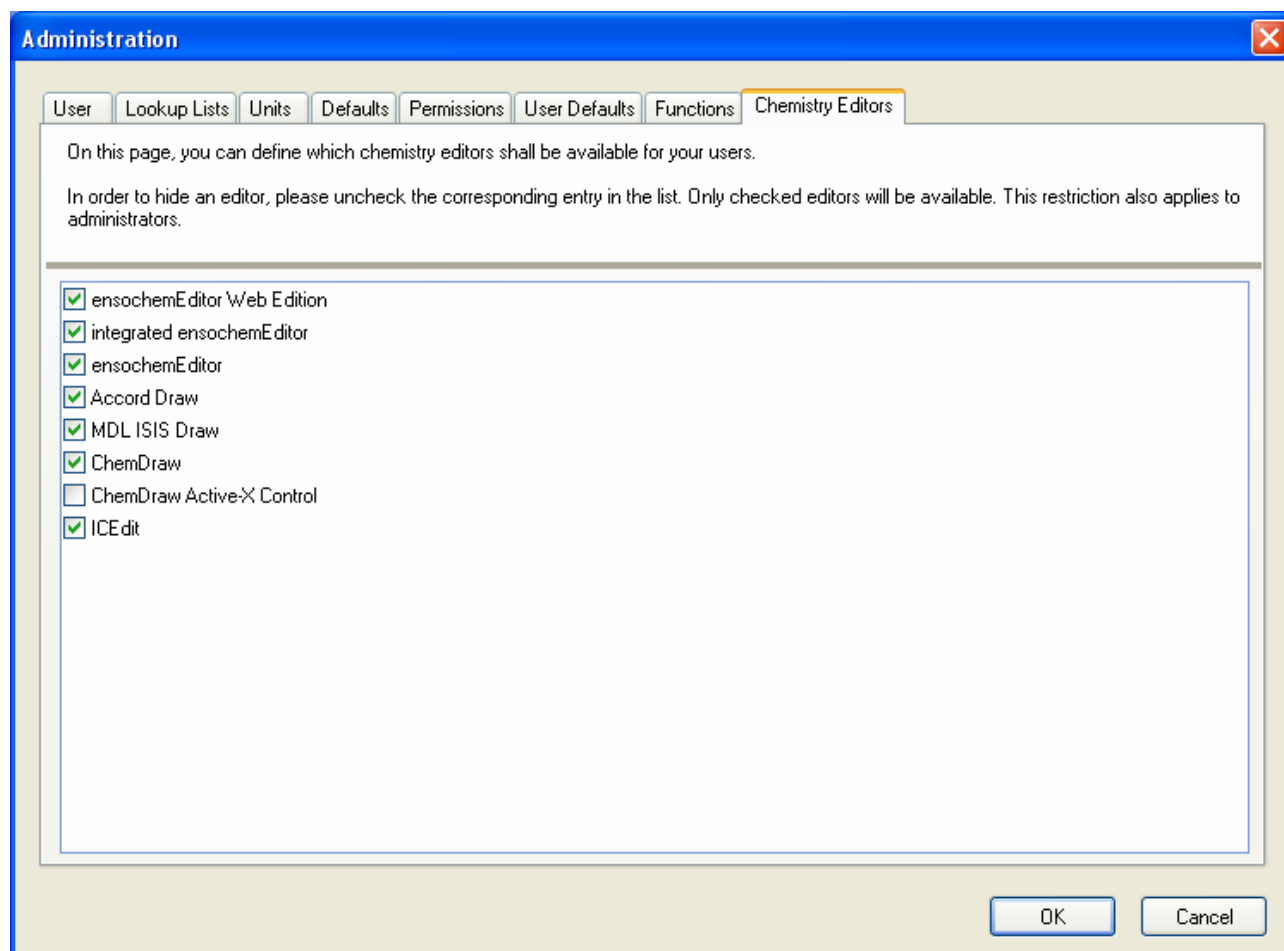 Administration
User Lookup Lists Units Defaults Permissions User Defaults Functions Chemistry Editors
On this page, you can define which chemistry editors shall be available for your users.
In order to hide an editor, please uncheck the corresponding entry in the list. Only checked editors will be available. This restriction also applies to
administrators.
ensochemEditor Web Edition
integrated ensochemEditor
ensochemEditor
Accord Draw
MDL ISIS Draw
ChemDraw
ChemDraw Active-X Control
ICEdit
OK Cancel